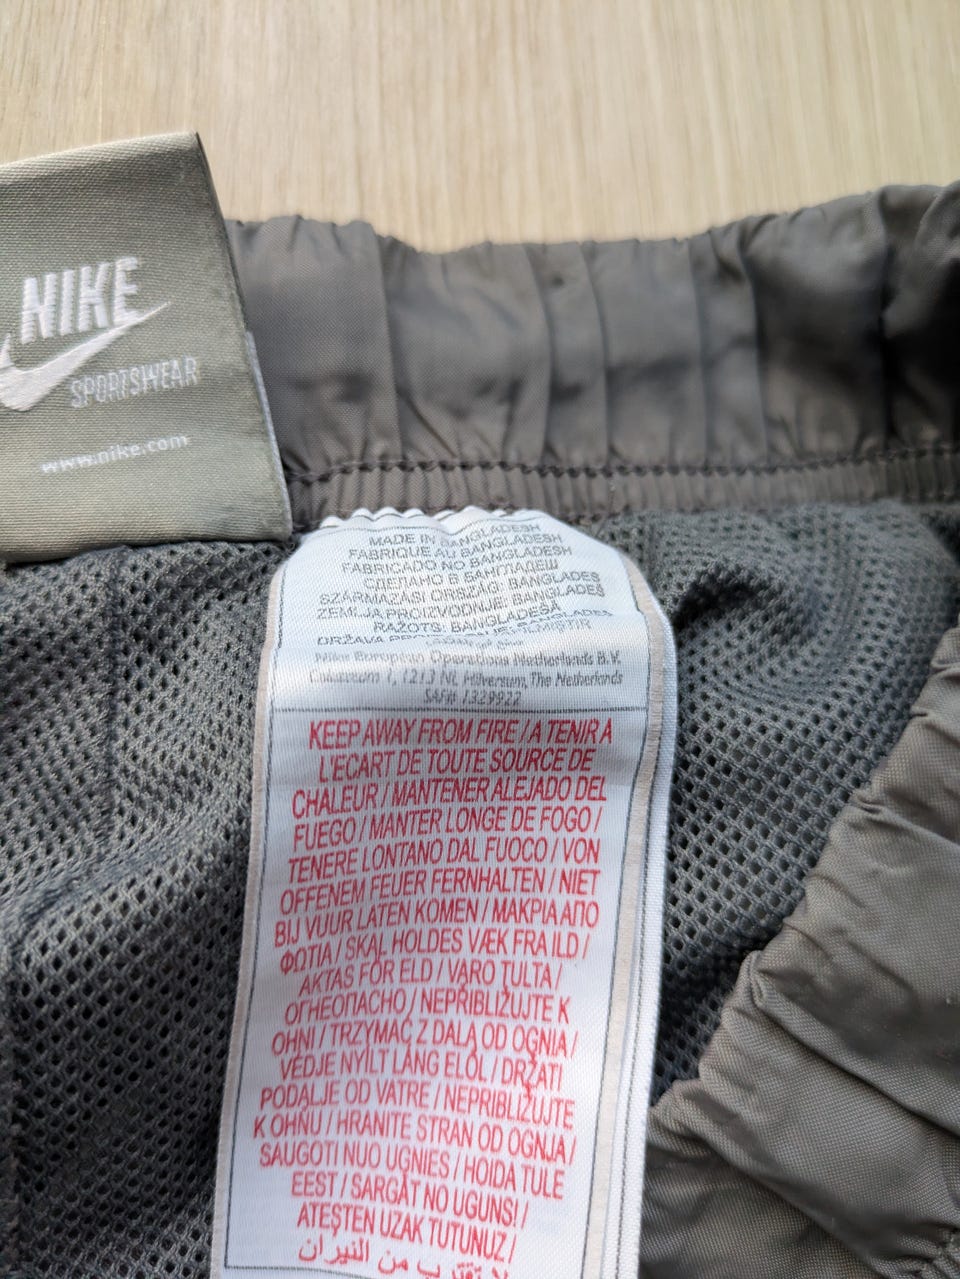 NIKE
SPORTSWEAR
www.nike.com
MADE IN BANGLADESH
FABRIQUE AU BANGLADESH
FABRICADO NO BANGLADESH
СДЕЛАНО В БАНГЛАДЕШ
SZÁRMAZÁSI ORSZÁG: BANGLADES
ZEMLJA PROIZVODNJE: BANGLADEŠ
RAŽOTS: BANGLADEŠĀ
DRŽAVA
Nike European Operations Netherlands B.V.
Colosseum 1, 1213 NL Hilversum, The Netherlands
SAF# 1329922
KEEP AWAY FROM FIRE / A TENIR A
L'ECART DE TOUTE SOURCE DE
CHALEUR / MANTENER ALEJADO DEL
FUEGO / MANTER LONGE DE FOGO /
TENERE LONTANO DAL FUOCO / VON
OFFENEM FEUER FERNHALTEN / NIET
BIJ VUUR LATEN KOMEN / ΜΑΚΡΙΑ ΑΠΟ
ΦΩΤΙΑ / SKAL HOLDES VÆK FRA ILD /
AKTAS FÖR ELD / VARO TULTA /
ОГНЕОПАСНО / NEPŘIBLIŽUJTE K
OHNI / TRZYMAĆ Z DALA OD OGNIA /
VÉDJE NYÍLT LÁNG ELŐL / DRŽATI
PODALJE OD VATRE / NEPRIBLIŽUJTE
K OHŇU / HRANITE STRAN OD OGNJA /
SAUGOTI NUO UGNIES / HOIDA TULE
EEST / SARGĀT NO UGUNS! /
ATEŞTEN UZAK TUTUNUZ /
لا تقترب من النيران